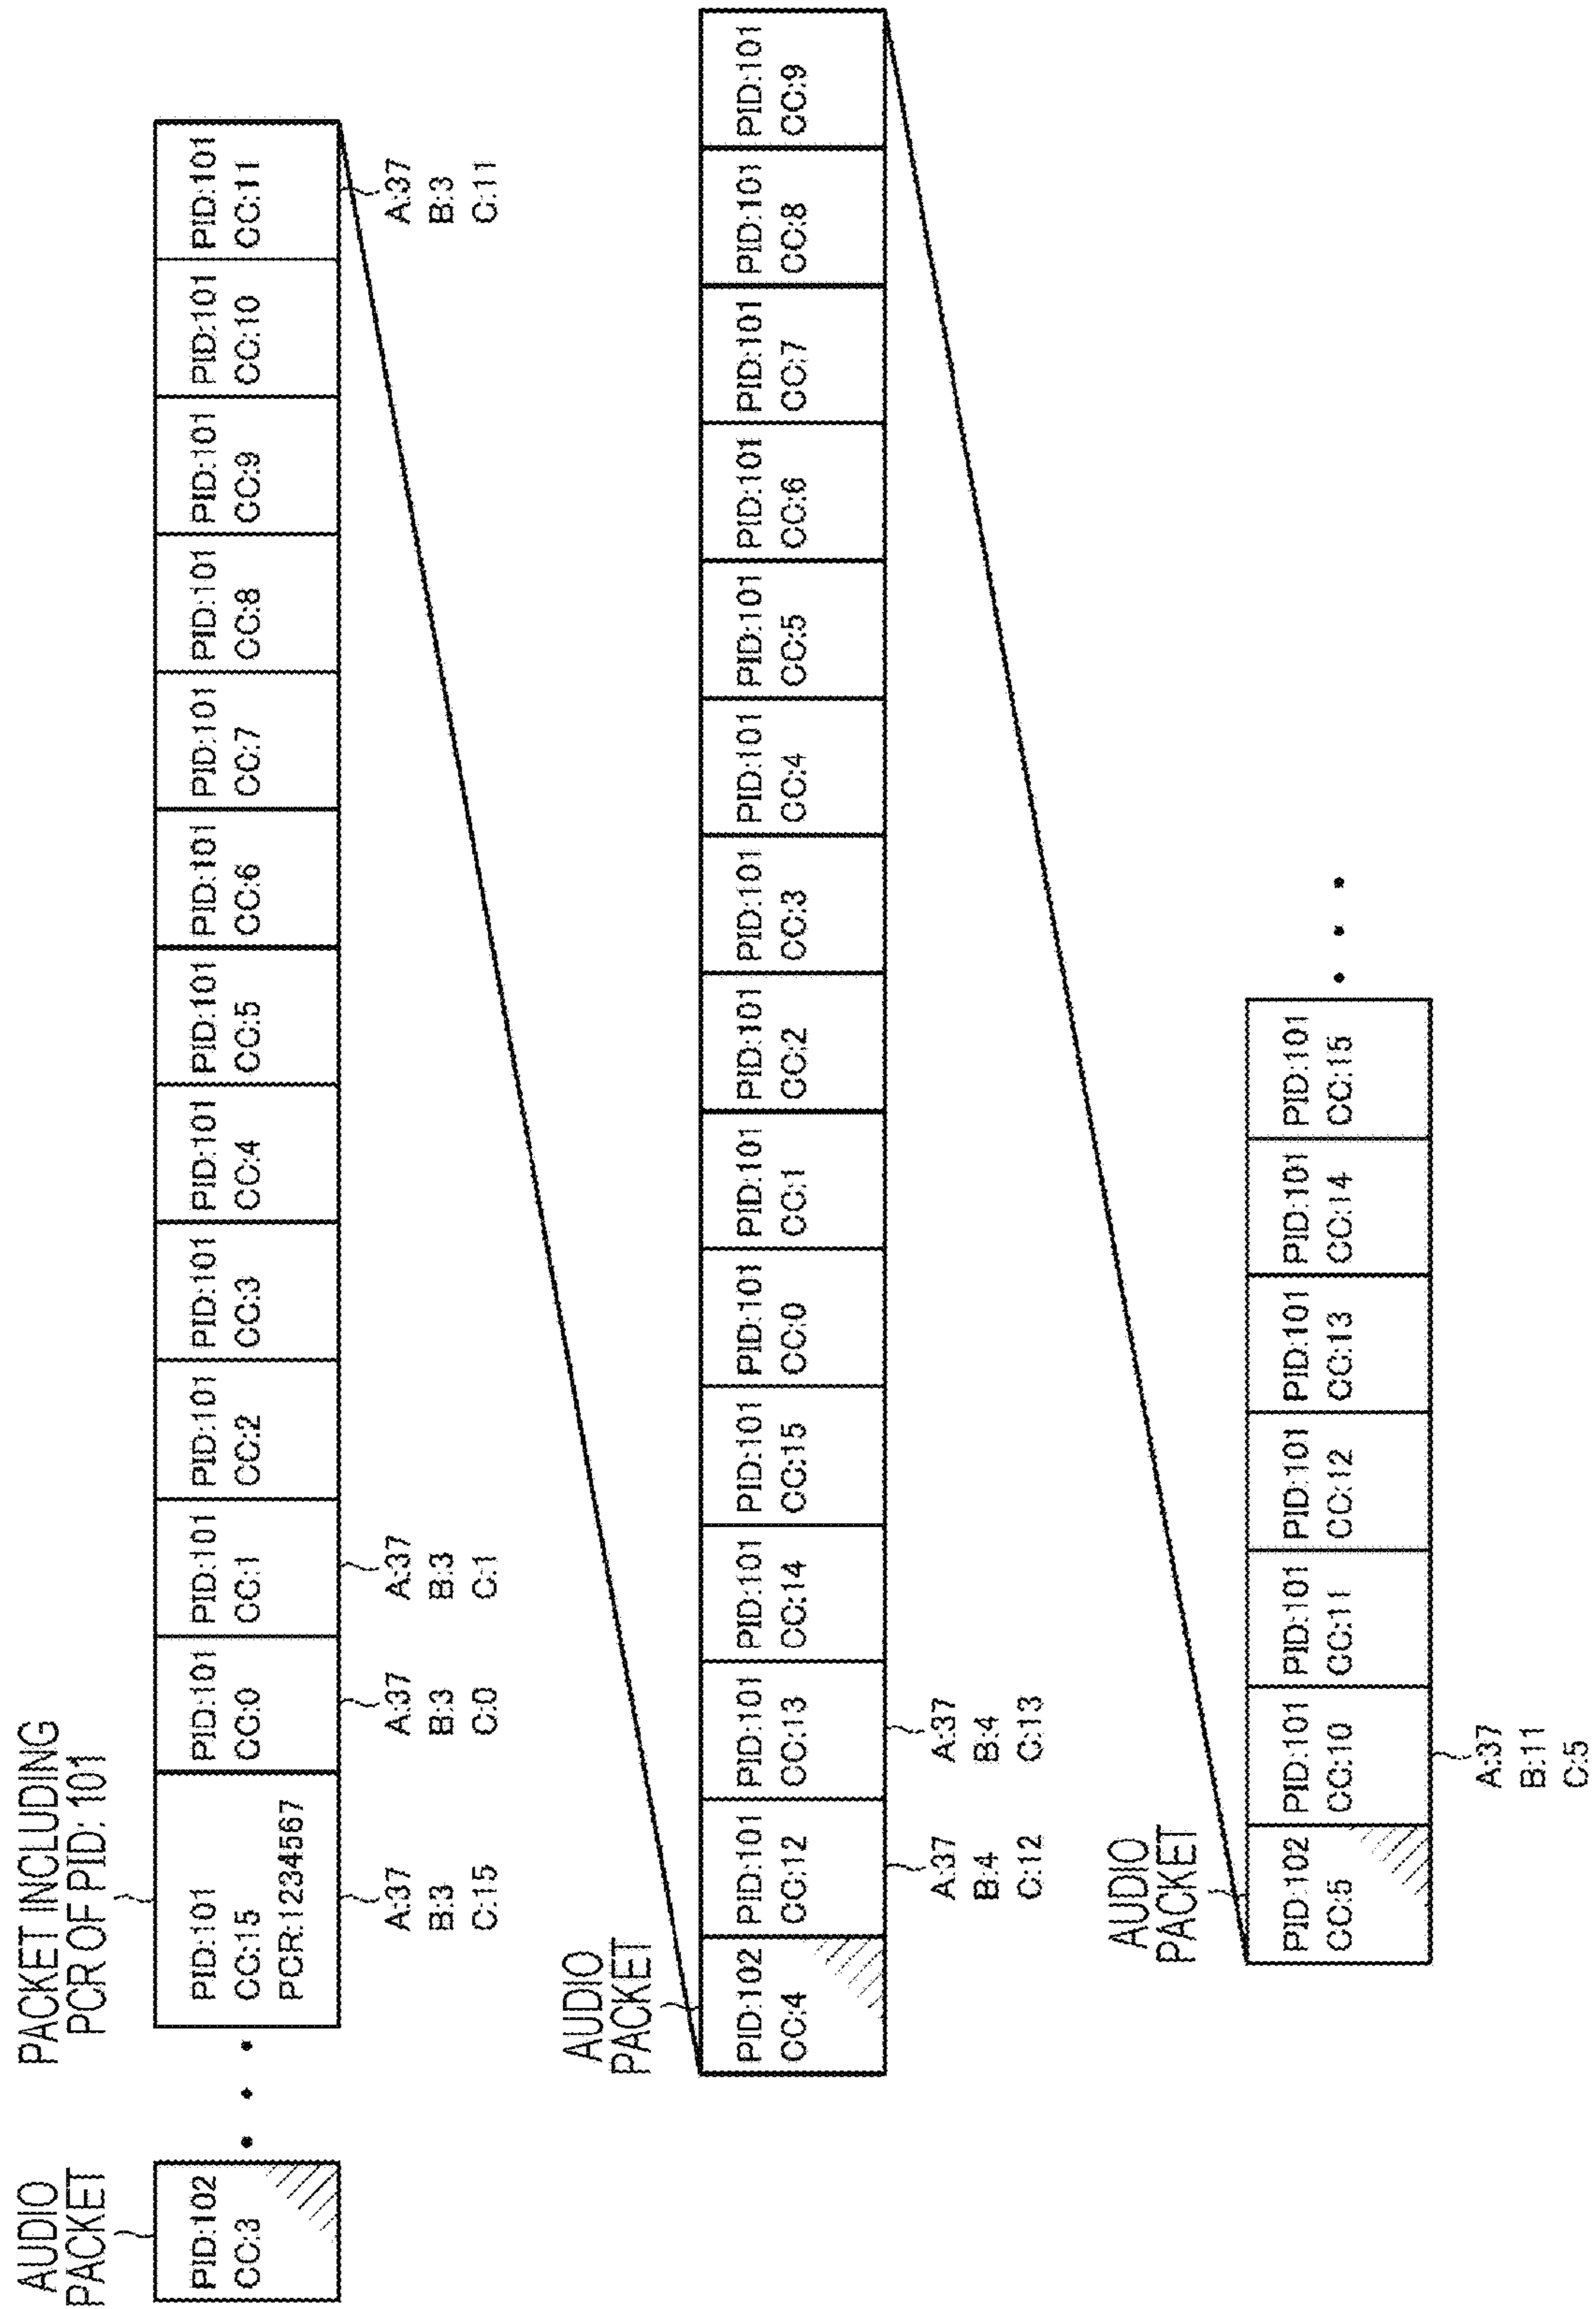 AUDIO
PACKET
PID:102
CC:3
• • •
PACKET INCLUDING
PCR OF PID: 101
PID:101
CC:15
PCR:1234567
A:37
B:3
C:15
PID:101
CC:0
A:37
B:3
C:0
PID:101
CC:1
A:37
B:3
C:1
PID:101
CC:2
PID:101
CC:3
PID:101
CC:4
PID:101
CC:5
PID:101
CC:6
PID:101
CC:7
PID:101
CC:8
PID:101
CC:9
PID:101
CC:10
PID:101
CC:11
A:37
B:3
C:11
AUDIO
PACKET
PID:102
CC:4
PID:101
CC:12
A:37
B:4
C:12
PID:101
CC:13
A:37
B:4
C:13
PID:101
CC:14
PID:101
CC:15
PID:101
CC:0
PID:101
CC:1
PID:101
CC:2
PID:101
CC:3
PID:101
CC:4
PID:101
CC:5
PID:101
CC:6
PID:101
CC:7
PID:101
CC:8
PID:101
CC:9
AUDIO
PACKET
PID:102
CC:5
PID:101
CC:10
A:37
B:11
C:5
PID:101
CC:11
PID:101
CC:12
PID:101
CC:13
PID:101
CC:14
PID:101
CC:15
• • •